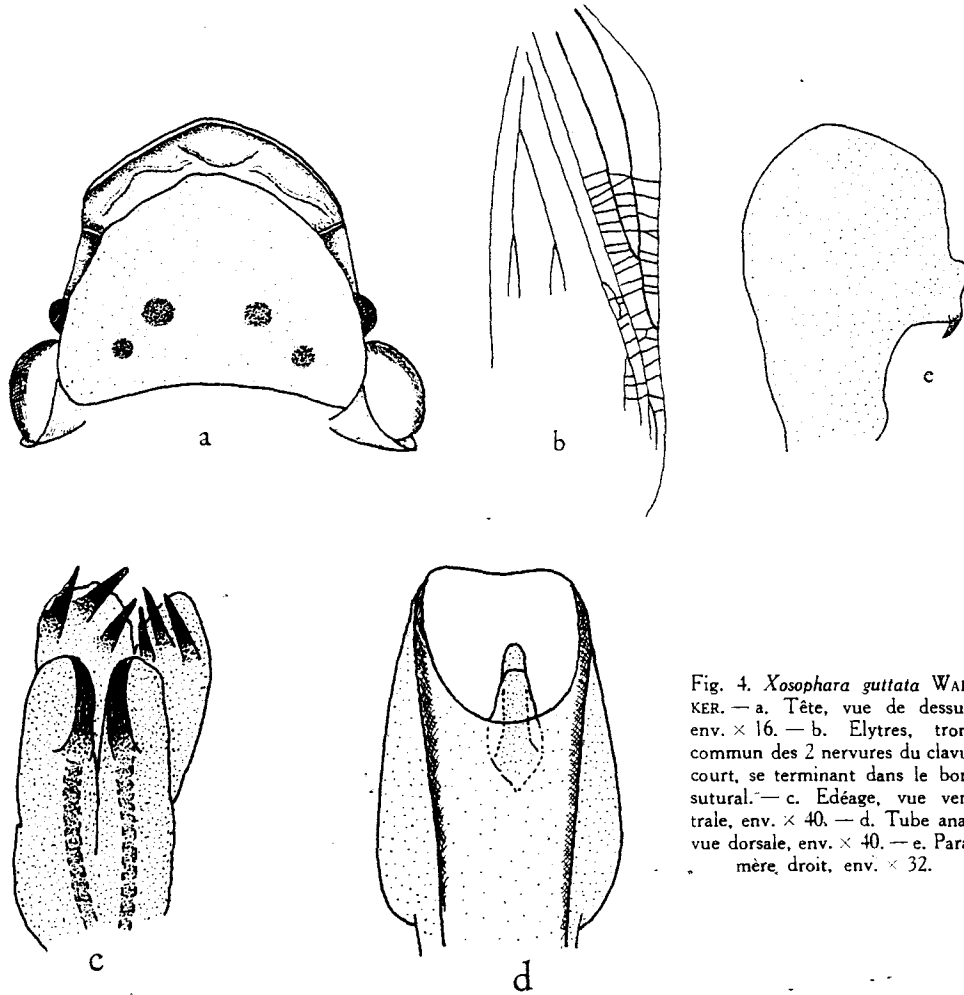 a
b
e
c
d
Fig. 4. Xosophara guttata WAL
KER. — a. Tête, vue de dessu
env. × 16. — b. Elytres, tron
commun des 2 nervures du clavu
court, se terminant dans le bor
sutural. — c. Edéage, vue ven
trale, env. × 40. — d. Tube ana
vue dorsale, env. × 40. — e. Para
mère droit, env. × 32.